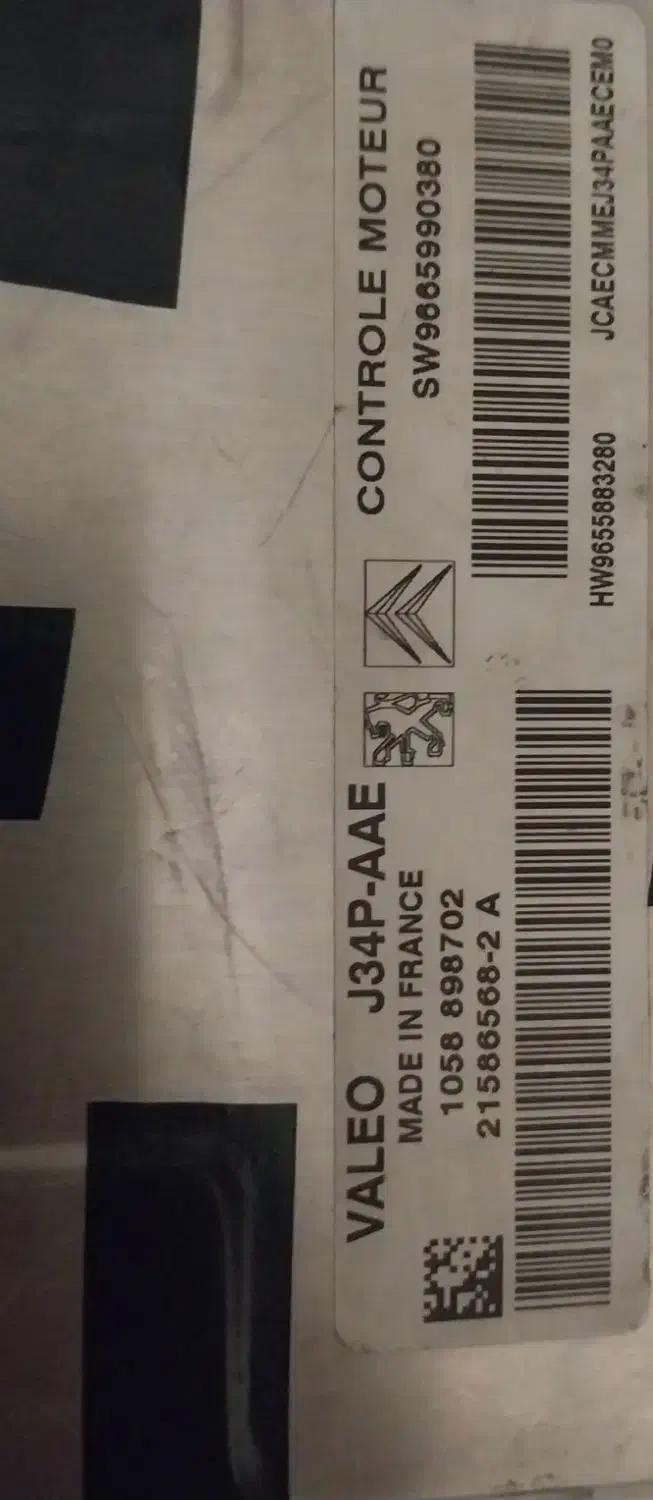 VALEO J34P-AAE
MADE IN FRANCE
1058 898702
21586568-2 A
CONTROLE MOTEUR
SW9665990380
HW9655883280 JCAECMMEJ34PAAECEM0